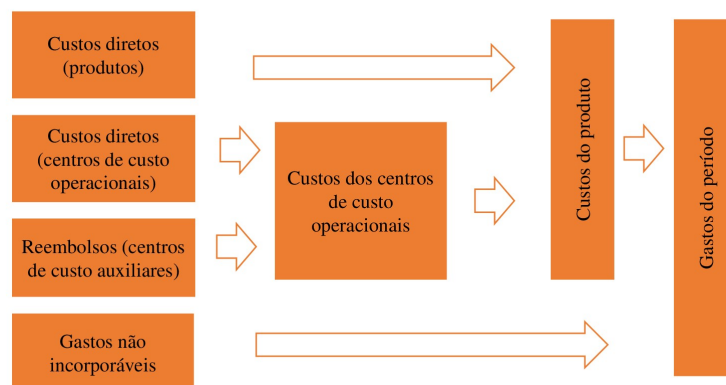 Custos diretos
(produtos)
Custos diretos
(centros de custo
operacionais)
Reembolsos (centros
de custo auxiliares)
Gastos não
incorporáveis
Custos dos centros
de custo
operacionais
Custos do produto
Gastos do período